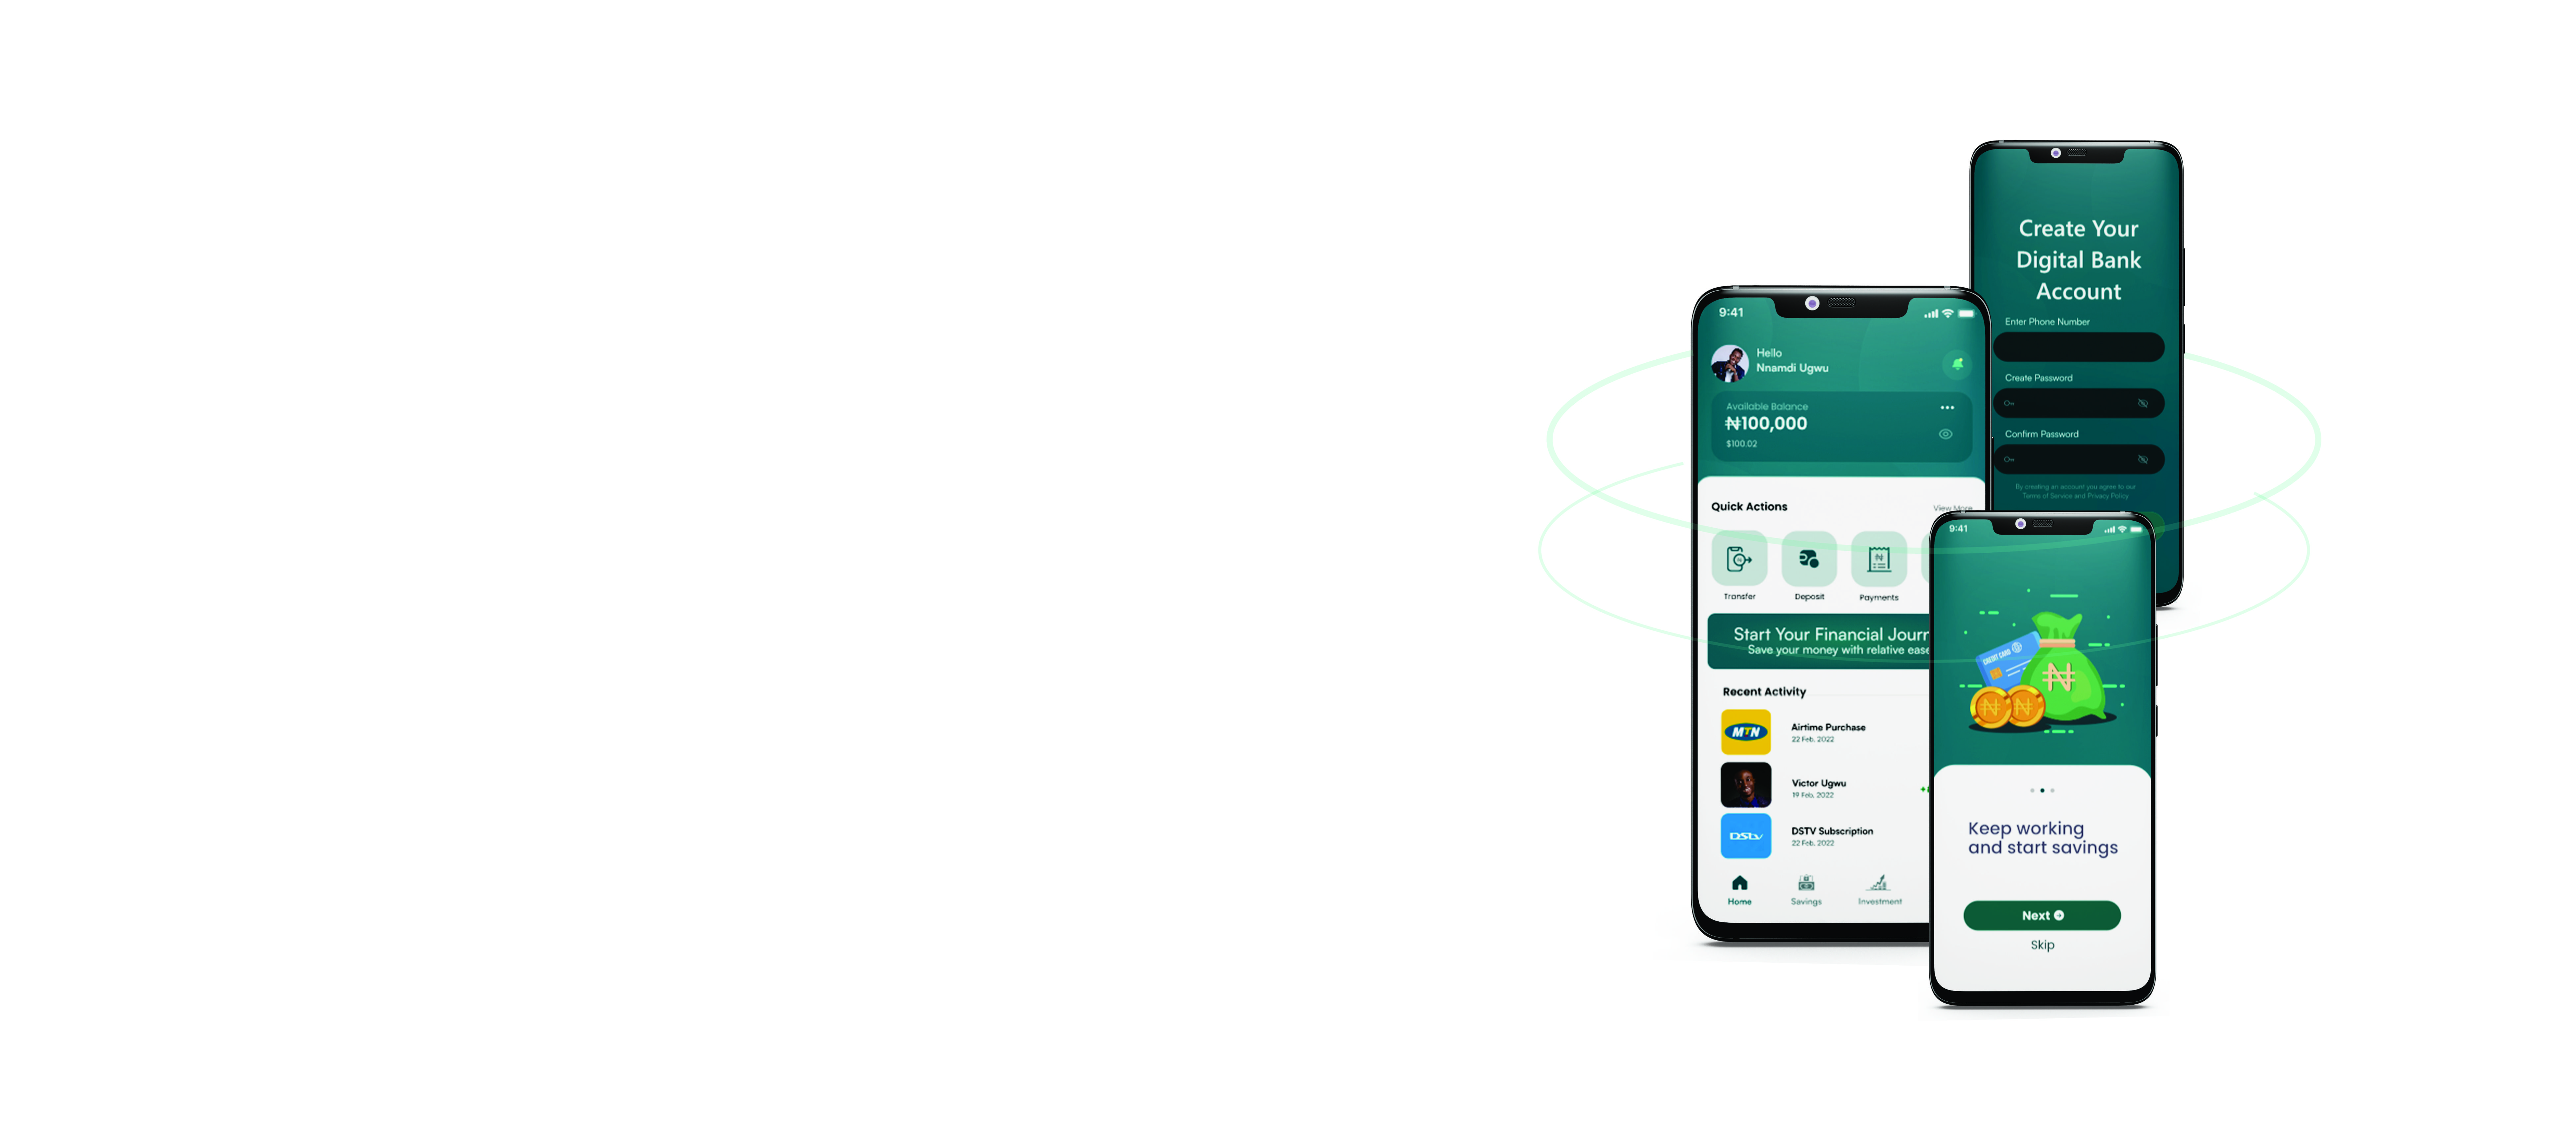 Create Your
Digital Bank
Account
Enter Phone Number
Create Password
Confirm Password
By creating an account you agree to our
Terms of Service and Privacy Policy
9:41
Hello
Nnamdi Ugwu
Available Balance
₦100,000
$100.02
Quick Actions
View More
Transfer
Deposit
Payments
Start Your Financial Journ
Save your money with relative ease
Recent Activity
MTN
Airtime Purchase
22 Feb, 2022
Victor Ugwu
19 Feb, 2022
DStv
DSTV Subscription
22 Feb, 2022
Home
Savings
Investment
9:41
CREDIT CARD
₦
₦ ₦
Keep working
and start savings
Next
Skip